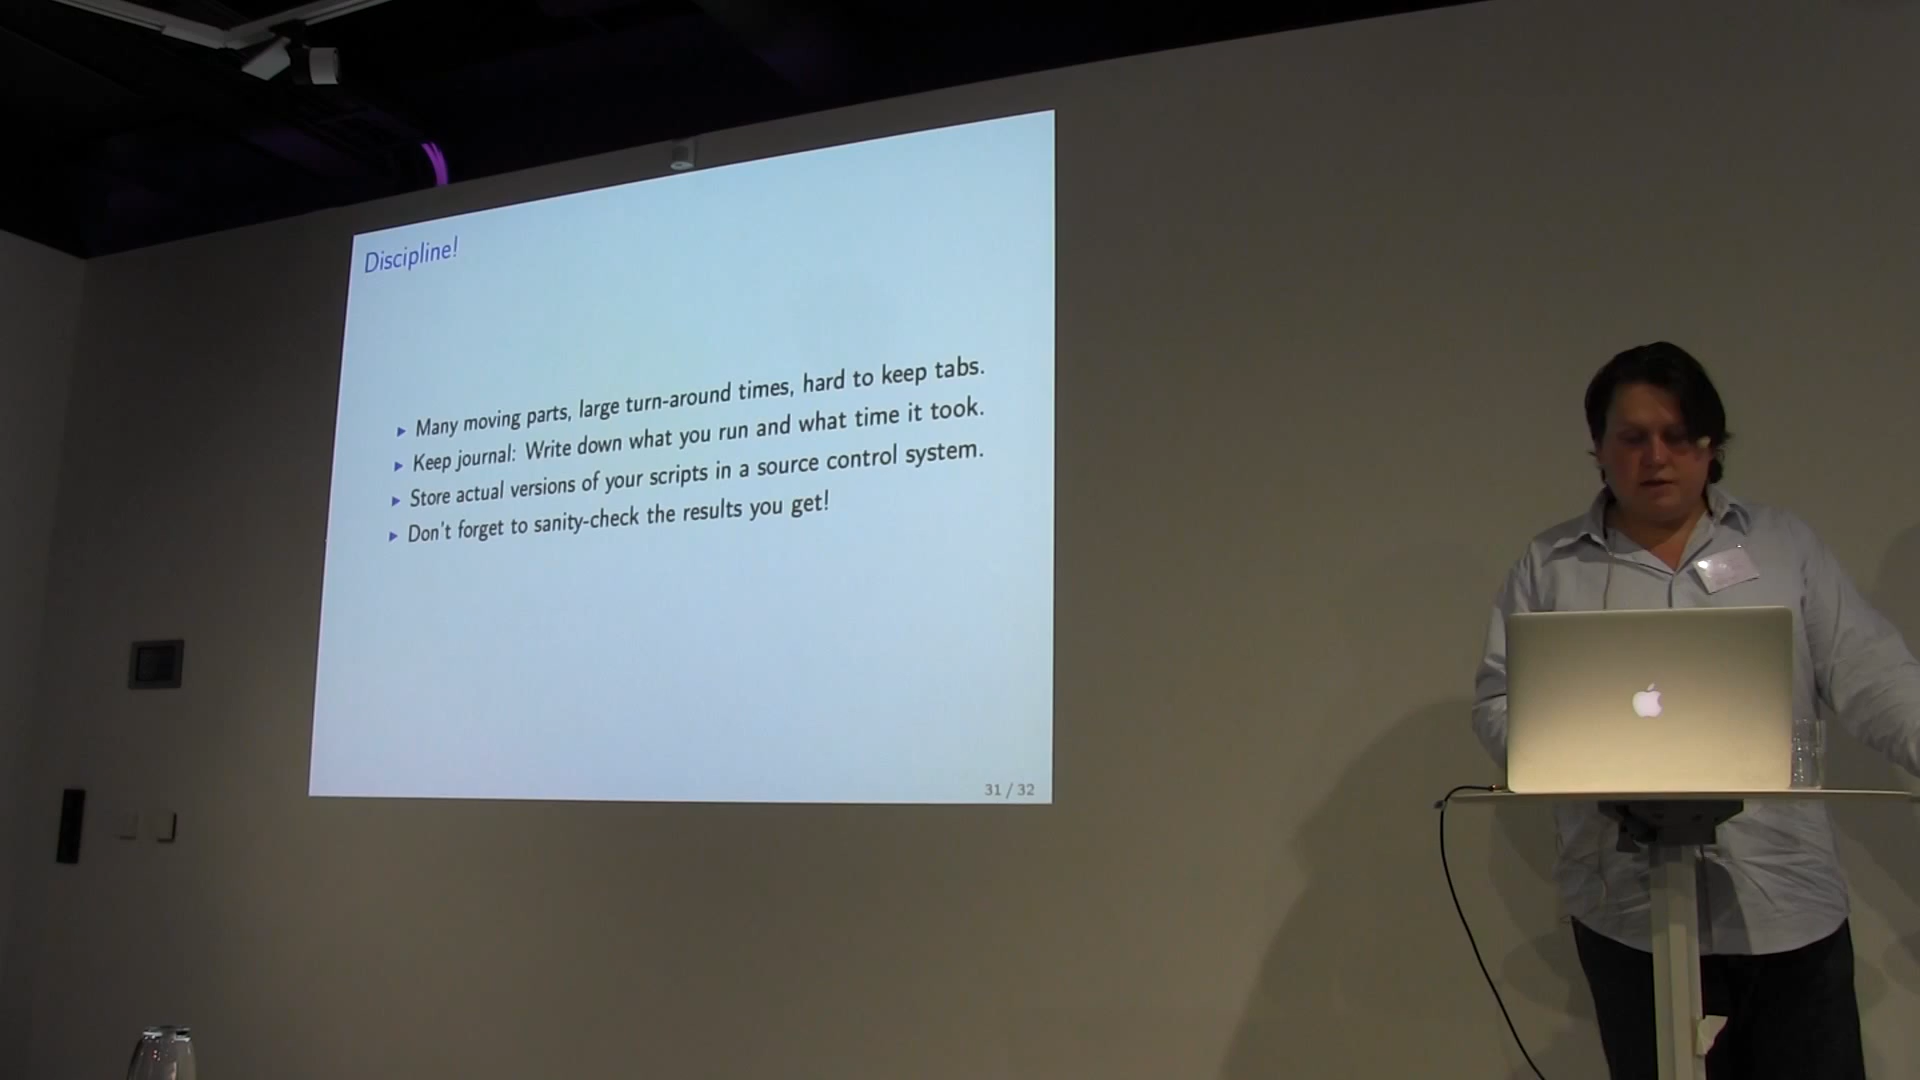 Discipline!
▶ Many moving parts, large turn-around times, hard to keep tabs.
▶ Keep journal: Write down what you run and what time it took.
▶ Store actual versions of your scripts in a source control system.
▶ Don't forget to sanity-check the results you get!
31 / 32